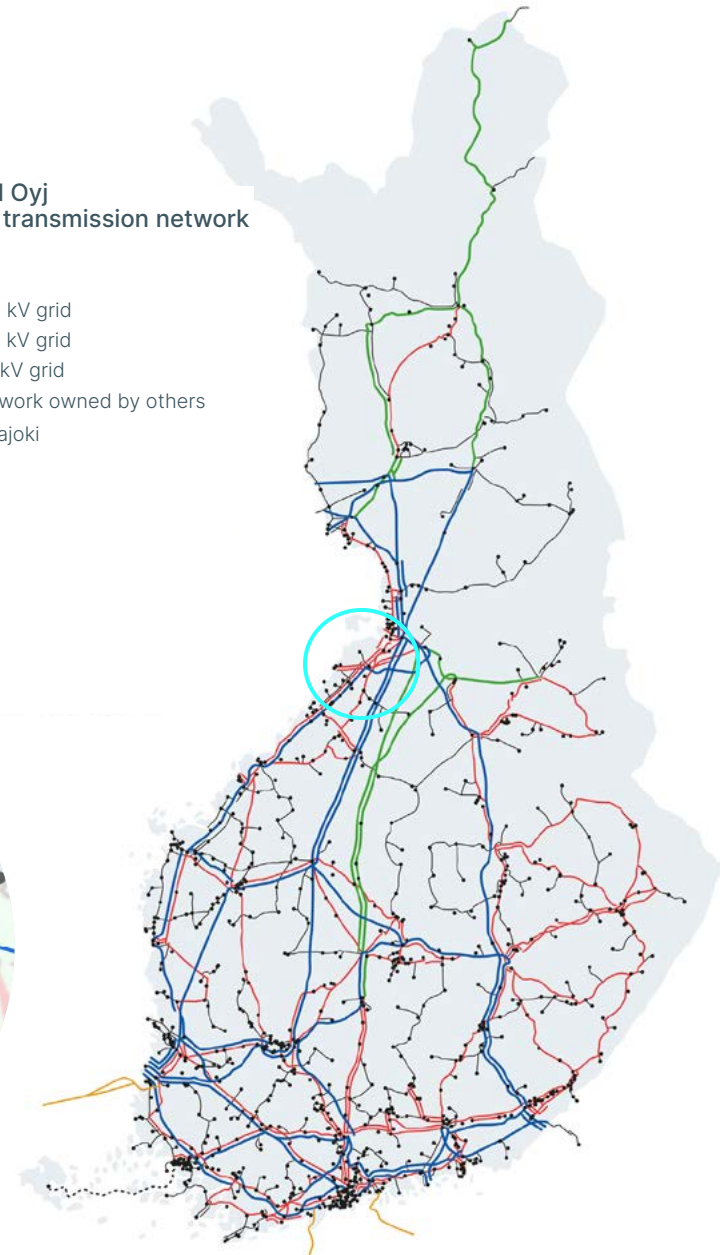 Oyj
transmission network
kV grid
kV grid
kV grid
work owned by others
ajoki